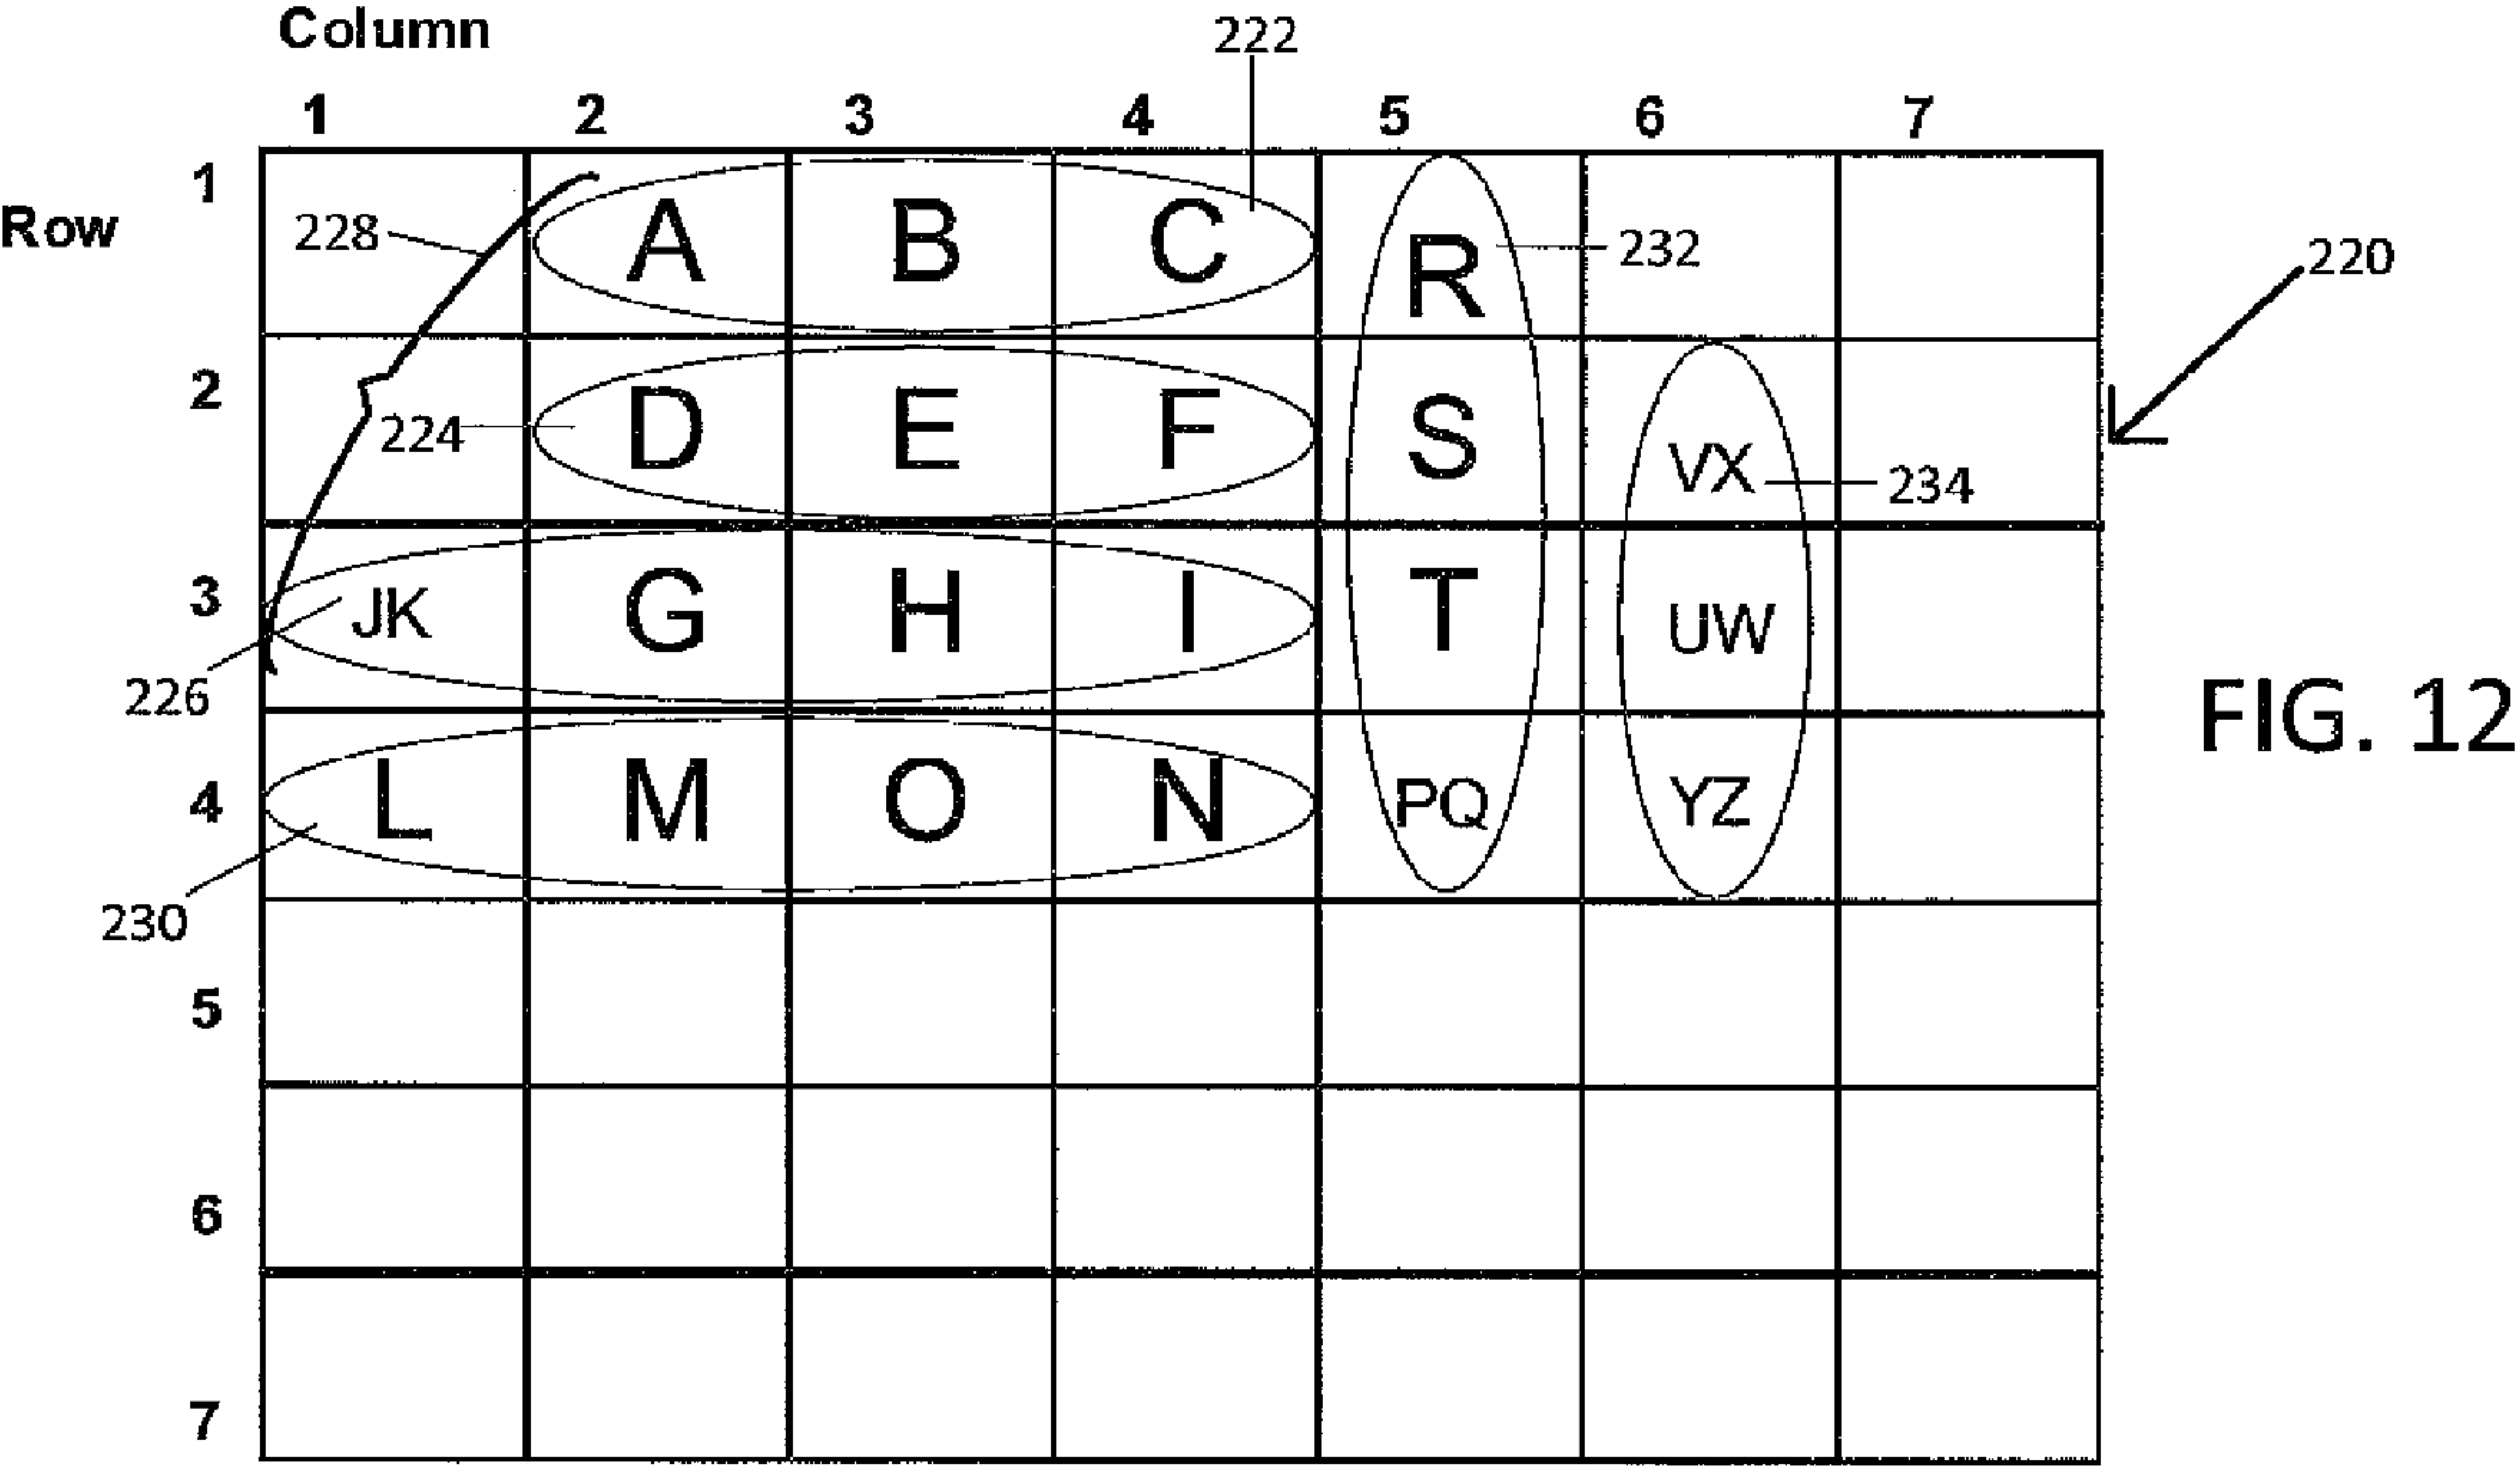 Column 222
1 2 3 4 5 6 7
1
Row 228 A B C R 232 220
2 224 D E F S VX 234
3 JK G H I T UW
226
FIG. 12
4 L M O N PQ YZ
230
5
6
7